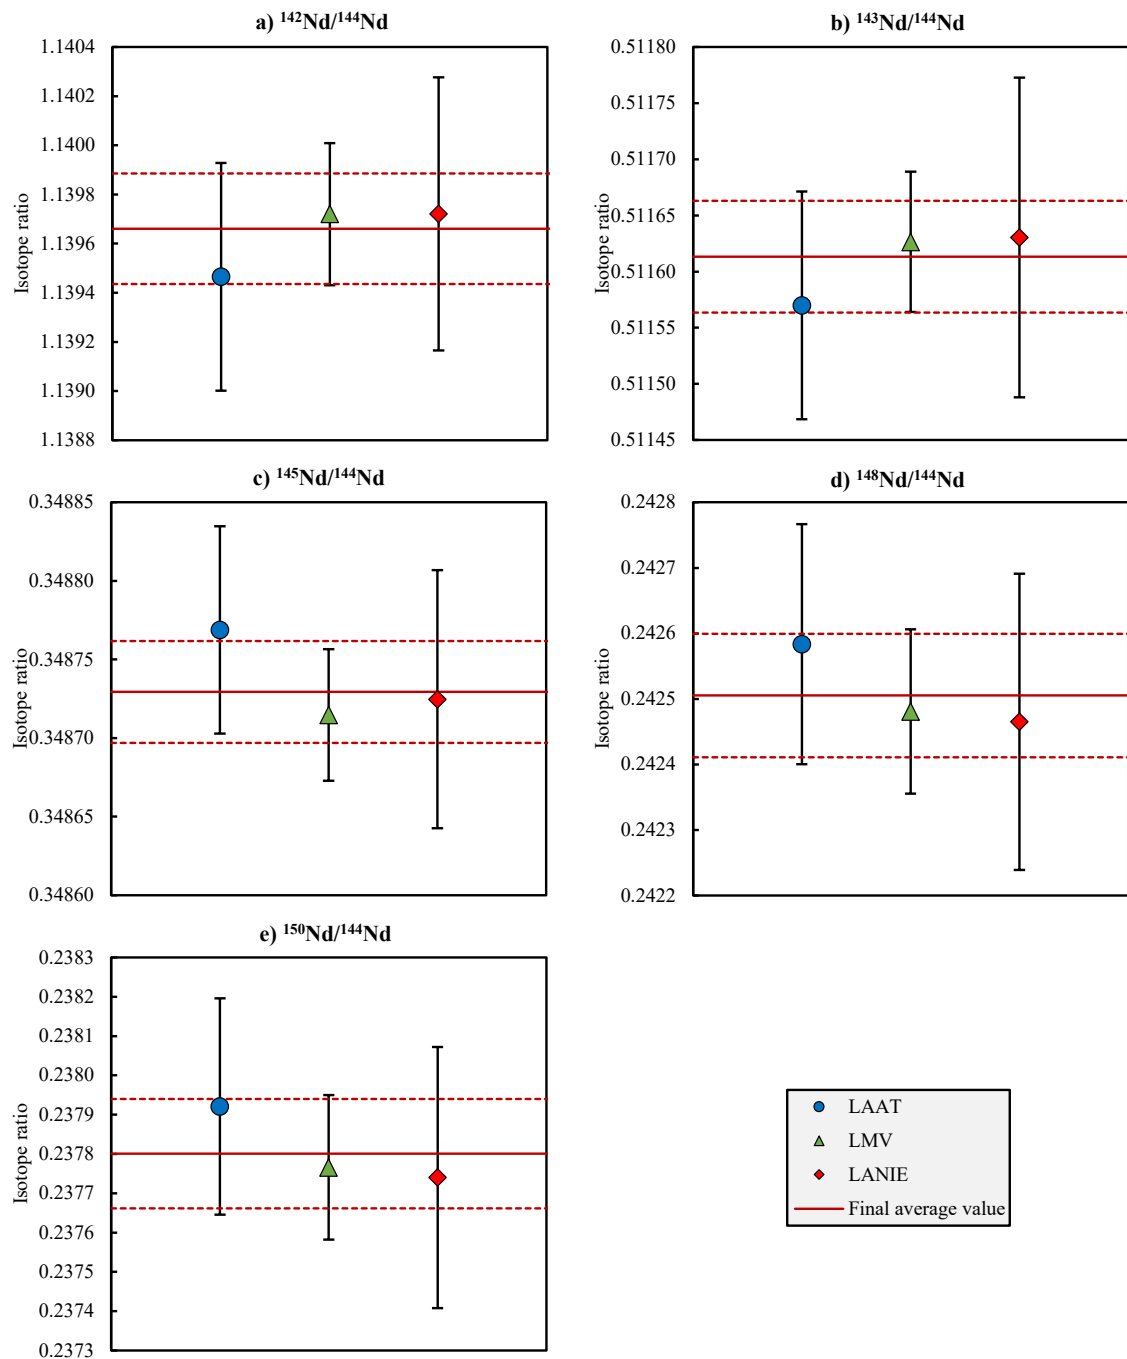 a) ¹⁴²Nd/¹⁴⁴Nd
Isotope ratio
1.1404
1.1402
1.1400
1.1398
1.1396
1.1394
1.1392
1.1390
1.1388
b) ¹⁴³Nd/¹⁴⁴Nd
Isotope ratio
0.51180
0.51175
0.51170
0.51165
0.51160
0.51155
0.51150
0.51145
c) ¹⁴⁵Nd/¹⁴⁴Nd
Isotope ratio
0.34885
0.34880
0.34875
0.34870
0.34865
0.34860
d) ¹⁴⁸Nd/¹⁴⁴Nd
Isotope ratio
0.2428
0.2427
0.2426
0.2425
0.2424
0.2423
0.2422
e) ¹⁵⁰Nd/¹⁴⁴Nd
Isotope ratio
0.2383
0.2382
0.2381
0.2380
0.2379
0.2378
0.2377
0.2376
0.2375
0.2374
0.2373
LAAT
LMV
LANIE
Final average value